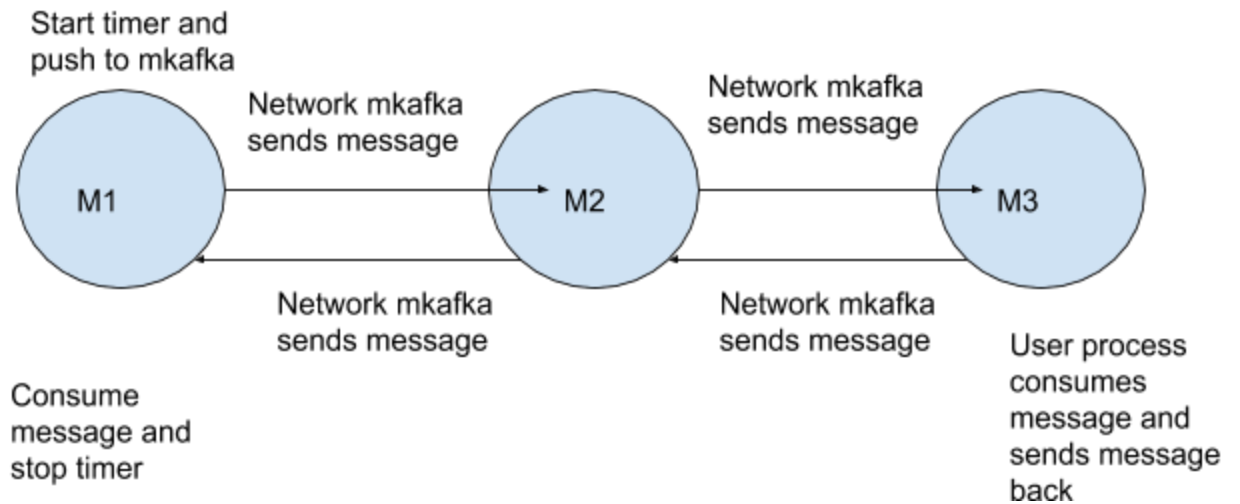 Start timer and
push to mkafka
Network mkafka
sends message
Network mkafka
sends message
M1
M2
M3
Network mkafka
sends message
Network mkafka
sends message
User process
consumes
message and
sends message
back
Consume
message and
stop timer